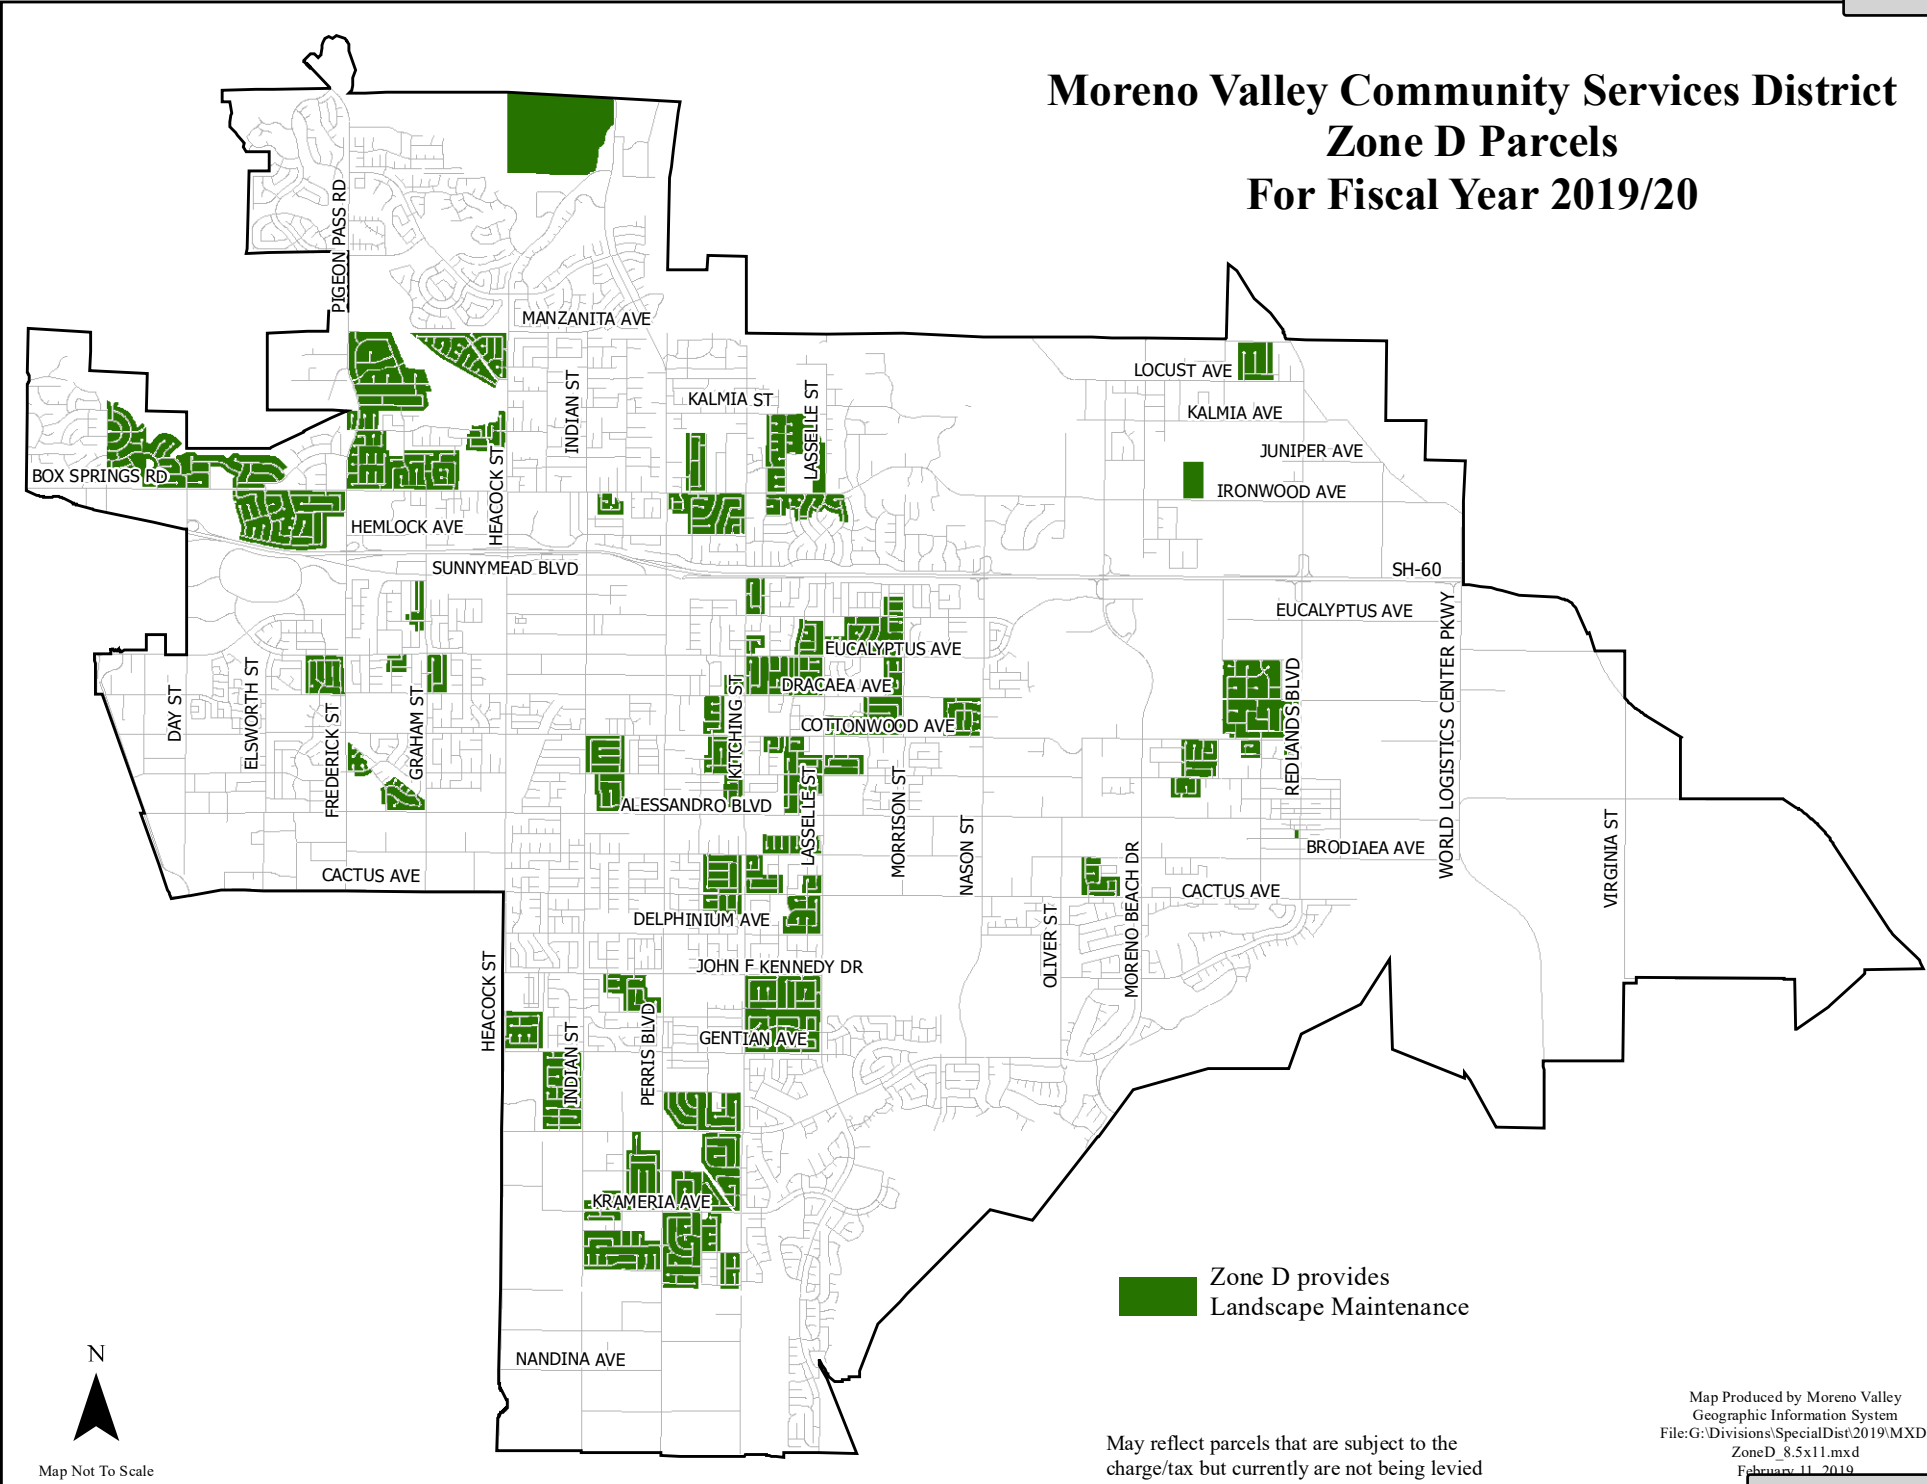 Moreno Valley Community Services District
Zone D Parcels
For Fiscal Year 2019/20
PIGEON PASS RD
MANZANITA AVE
INDIAN ST
KALMIA ST
LASSELLE ST
LOCUST AVE
KALMIA AVE
JUNIPER AVE
IRONWOOD AVE
BOX SPRINGS RD
HEACOCK ST
HEMLOCK AVE
SUNNYMEAD BLVD
SH-60
EUCALYPTUS AVE
EUCALYPTUS AVE
DRACAEA AVE
COTTONWOOD AVE
DAY ST
ELSWORTH ST
FREDERICK ST
GRAHAM ST
KITCHING ST
LASSELLE ST
MORRISON ST
NASON ST
REDLANDS BLVD
WORLD LOGISTICS CENTER PKWY
VIRGINIA ST
ALESSANDRO BLVD
BRODIAEA AVE
CACTUS AVE
CACTUS AVE
DELPHINIUM AVE
OLIVER ST
MORENO BEACH DR
JOHN F KENNEDY DR
HEACOCK ST
INDIAN ST
PERRIS BLVD
GENTIAN AVE
KRAMERIA AVE
NANDINA AVE
Zone D provides
Landscape Maintenance
N
Map Not To Scale
May reflect parcels that are subject to the
charge/tax but currently are not being levied
Map Produced by Moreno Valley
Geographic Information System
File:G:\Divisions\SpecialDist\2019\MXD
ZoneD_8.5x11.mxd
February 11, 2019